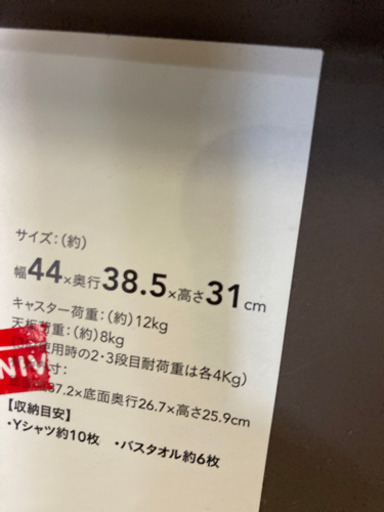 サイズ：（約）
幅44×奥行38.5×高さ31cm
キャスター荷重：（約）12kg
天板荷重：（約）8kg
使用時の2・3段目耐荷重は各4Kg）
寸：
37.2×底面奥行26.7×高さ25.9cm
【収納目安】
・Yシャツ約10枚 ・バスタオル約6枚
NIV